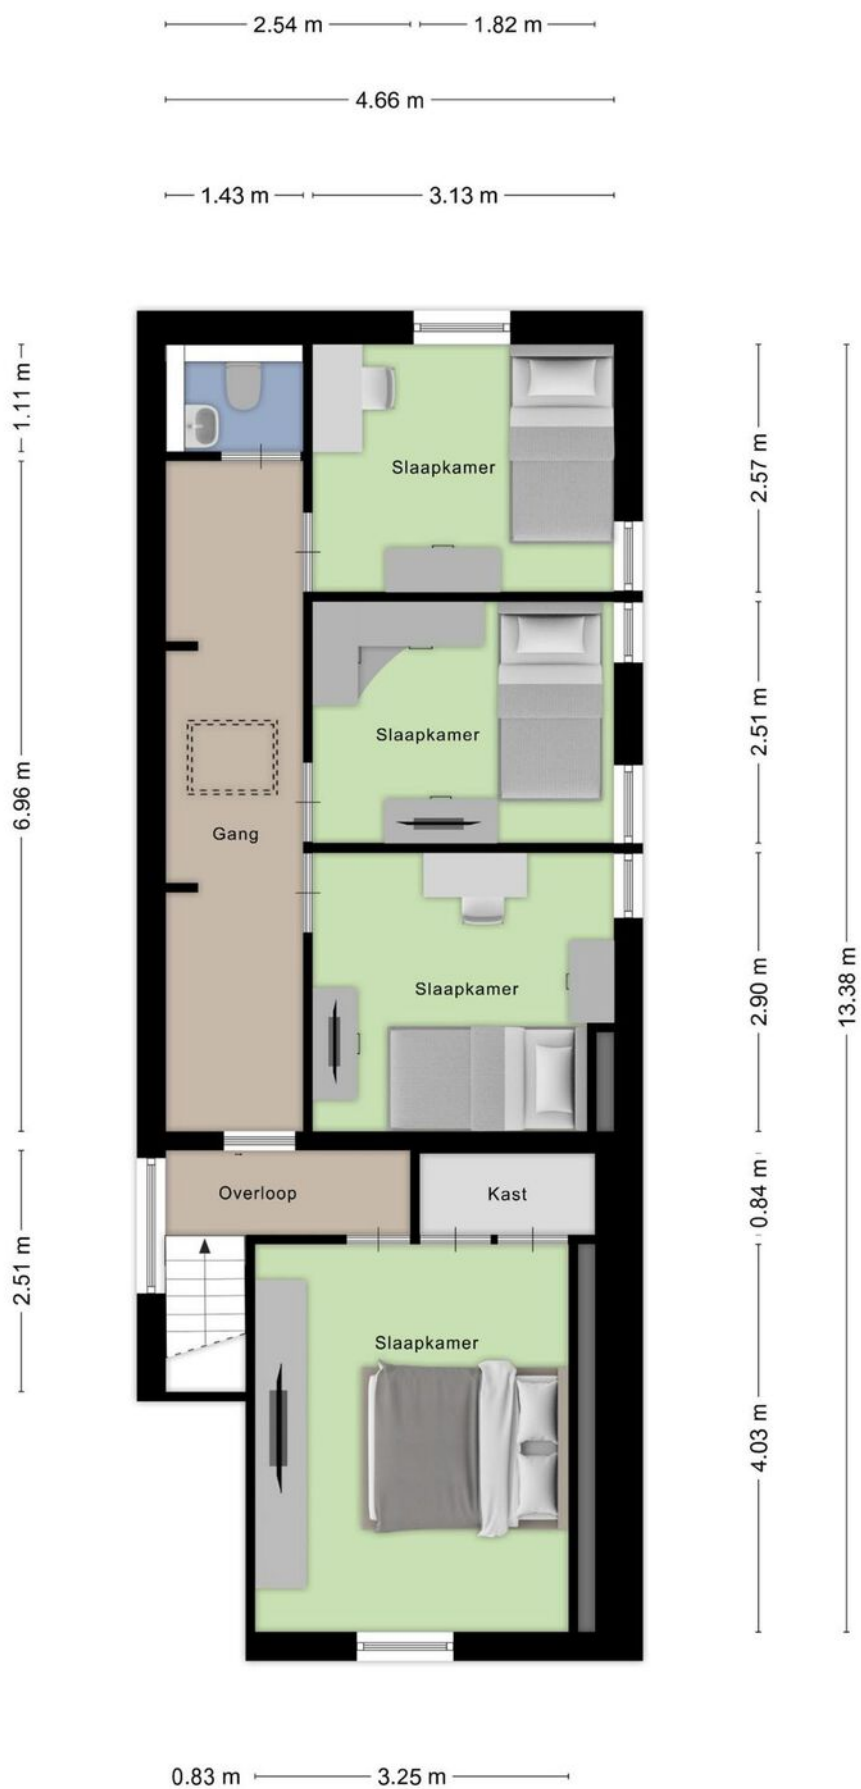 2.54 m
1.82 m
4.66 m
1.43 m
3.13 m
1.11 m
2.57 m
Slaapkamer
2.51 m
Slaapkamer
6.96 m
Gang
13.38 m
2.90 m
Slaapkamer
0.84 m
Overloop
Kast
2.51 m
Slaapkamer
4.03 m
0.83 m
3.25 m